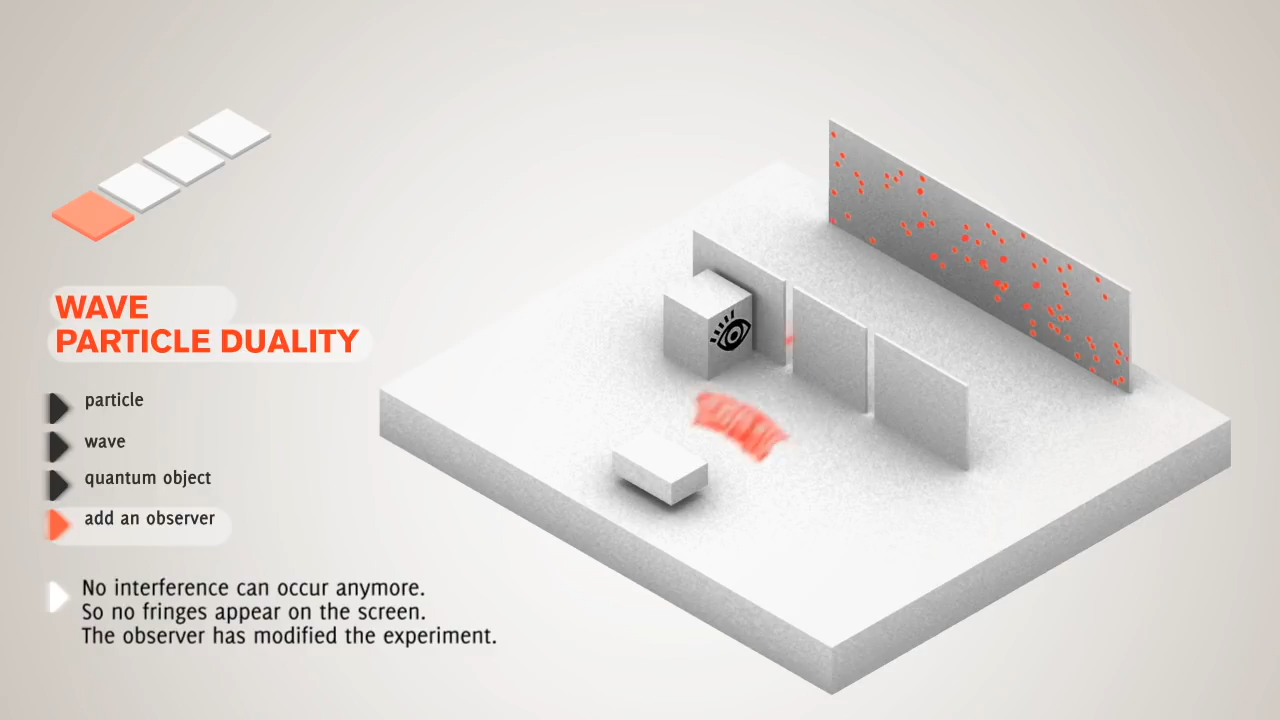 WAVE
PARTICLE DUALITY
particle
wave
quantum object
add an observer
No interference can occur anymore.
So no fringes appear on the screen.
The observer has modified the experiment.